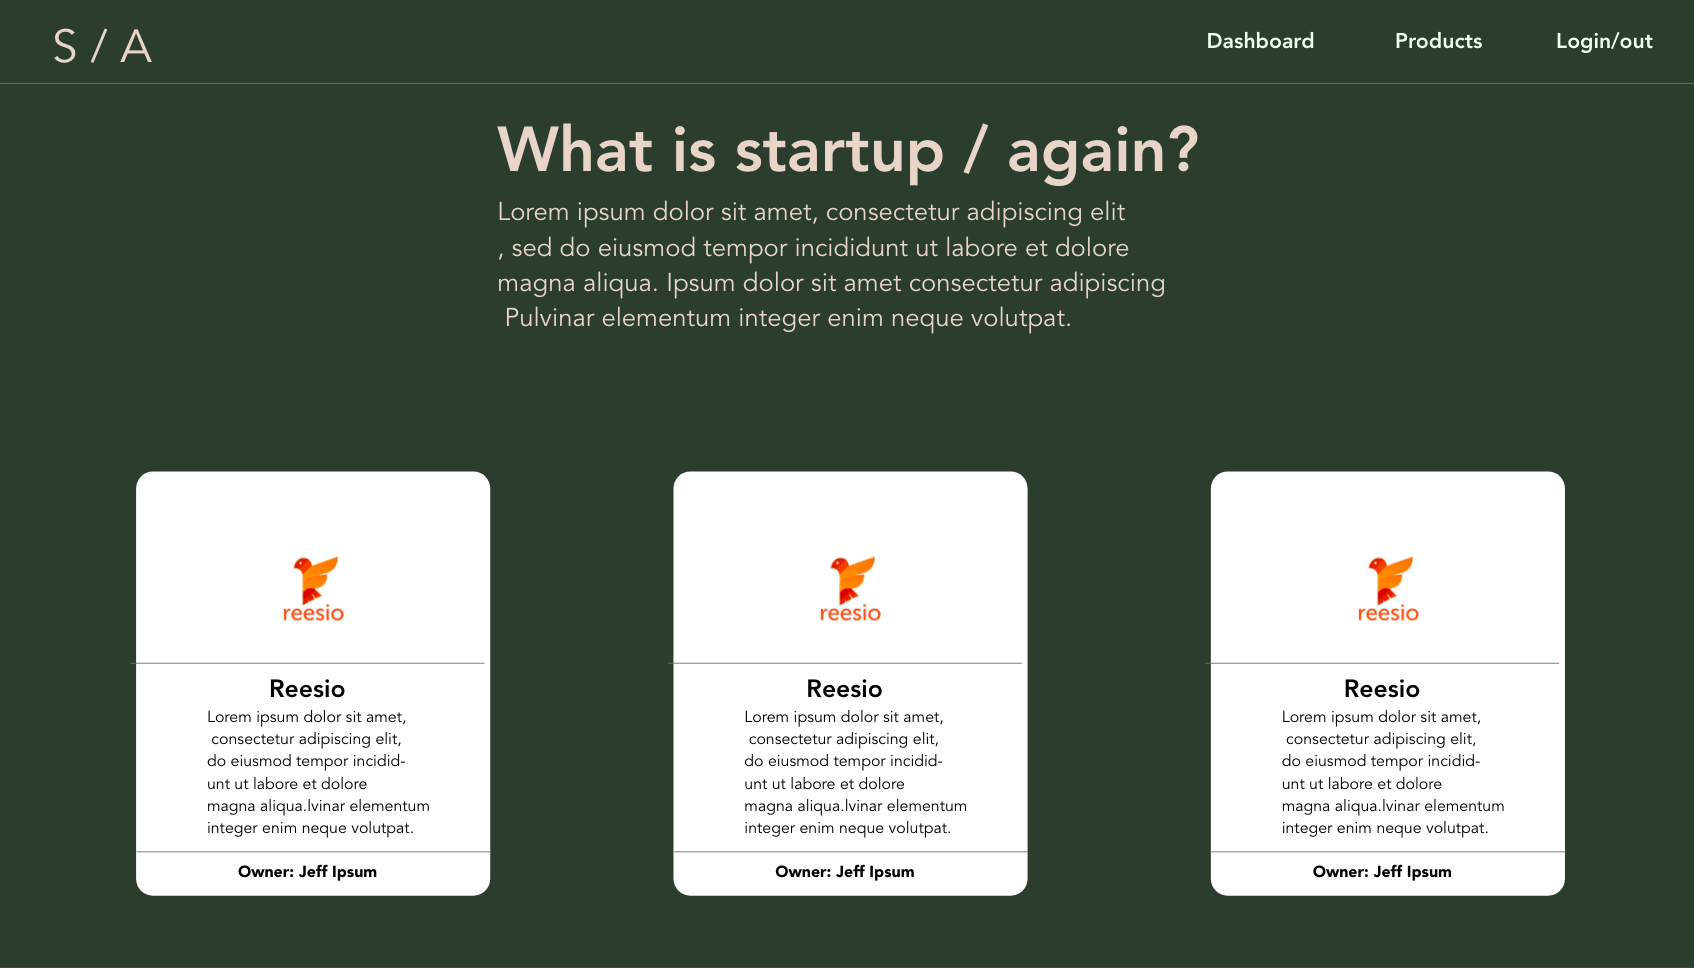 S / A
Dashboard
Products
Login/out
What is startup / again?
Lorem ipsum dolor sit amet, consectetur adipiscing elit
, sed do eiusmod tempor incididunt ut labore et dolore
magna aliqua. Ipsum dolor sit amet consectetur adipiscing
Pulvinar elementum integer enim neque volutpat.
reesio
Reesio
Lorem ipsum dolor sit amet,
consectetur adipiscing elit,
do eiusmod tempor incidid-
unt ut labore et dolore
magna aliqua.lvinar elementum
integer enim neque volutpat.
Owner: Jeff Ipsum
reesio
Reesio
Lorem ipsum dolor sit amet,
consectetur adipiscing elit,
do eiusmod tempor incidid-
unt ut labore et dolore
magna aliqua.lvinar elementum
integer enim neque volutpat.
Owner: Jeff Ipsum
reesio
Reesio
Lorem ipsum dolor sit amet,
consectetur adipiscing elit,
do eiusmod tempor incidid-
unt ut labore et dolore
magna aliqua.lvinar elementum
integer enim neque volutpat.
Owner: Jeff Ipsum